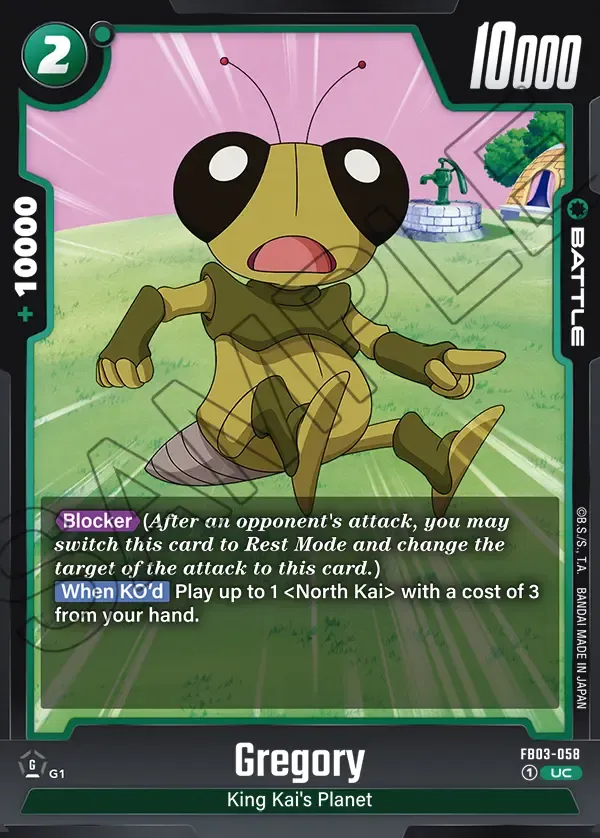 2
10000
+10000
BATTLE
SAMPLE
Blocker (After an opponent's attack, you may
switch this card to Rest Mode and change the
target of the attack to this card.)
When KO'd Play up to 1 <North Kai> with a cost of 3
from your hand.
©B.S./S., T.A. BANDAI MADE IN JAPAN
G
G1
Gregory
FB03-058
1 UC
King Kai's Planet